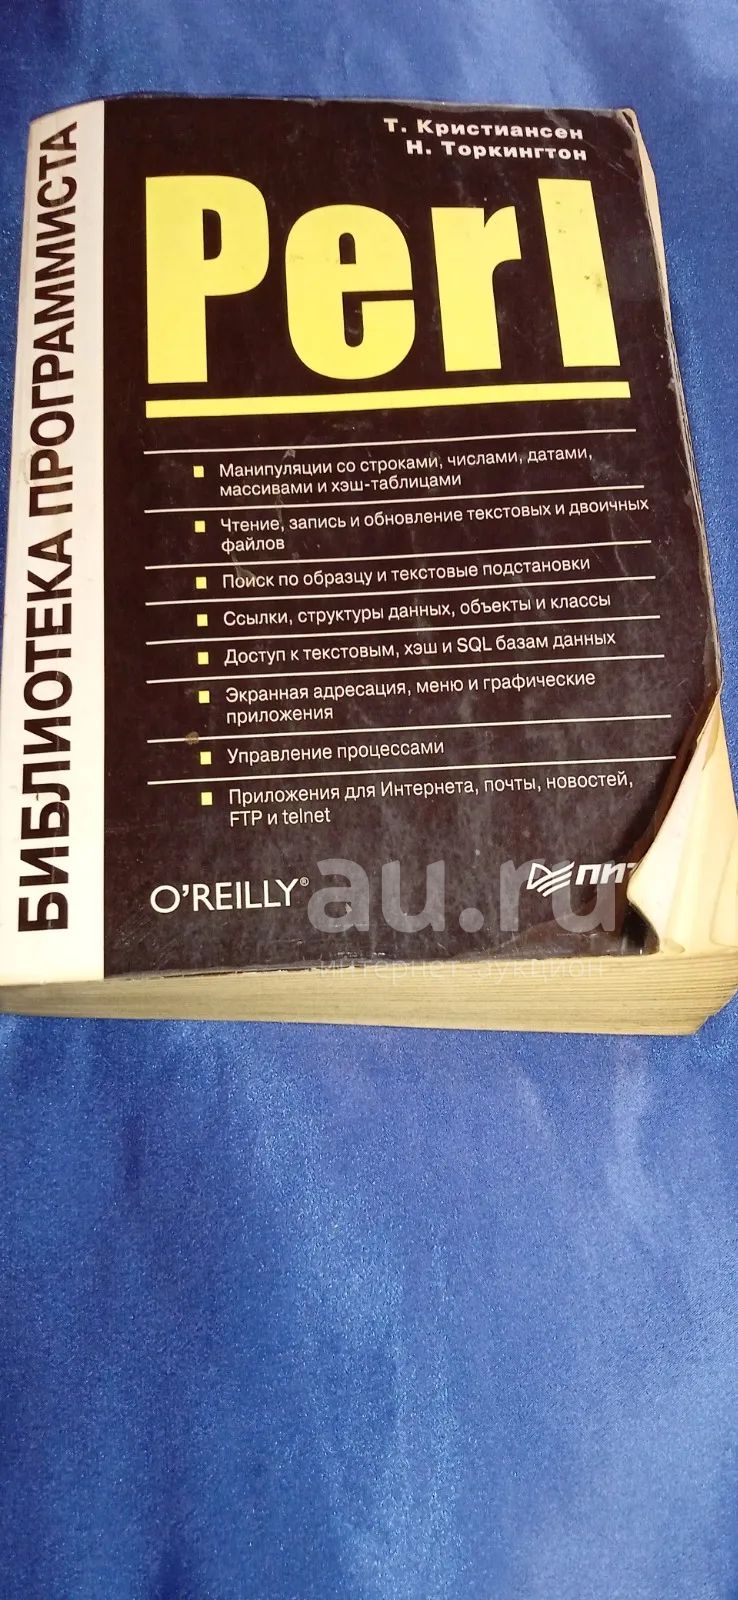 БИБЛИОТЕКА ПРОГРАММИСТА
Т. Кристиансен
Н. Торкингтон
Perl
Манипуляции со строками, числами, датами,
массивами и хэш-таблицами
Чтение, запись и обновление текстовых и двоичных
файлов
Поиск по образцу и текстовые подстановки
Ссылки, структуры данных, объекты и классы
Доступ к текстовым, хэш и SQL базам данных
Экранная адресация, меню и графические
приложения
Управление процессами
Приложения для Интернета, почты, новостей,
FTP и telnet
O'REILLY®
au.ru
интернет-аукцион